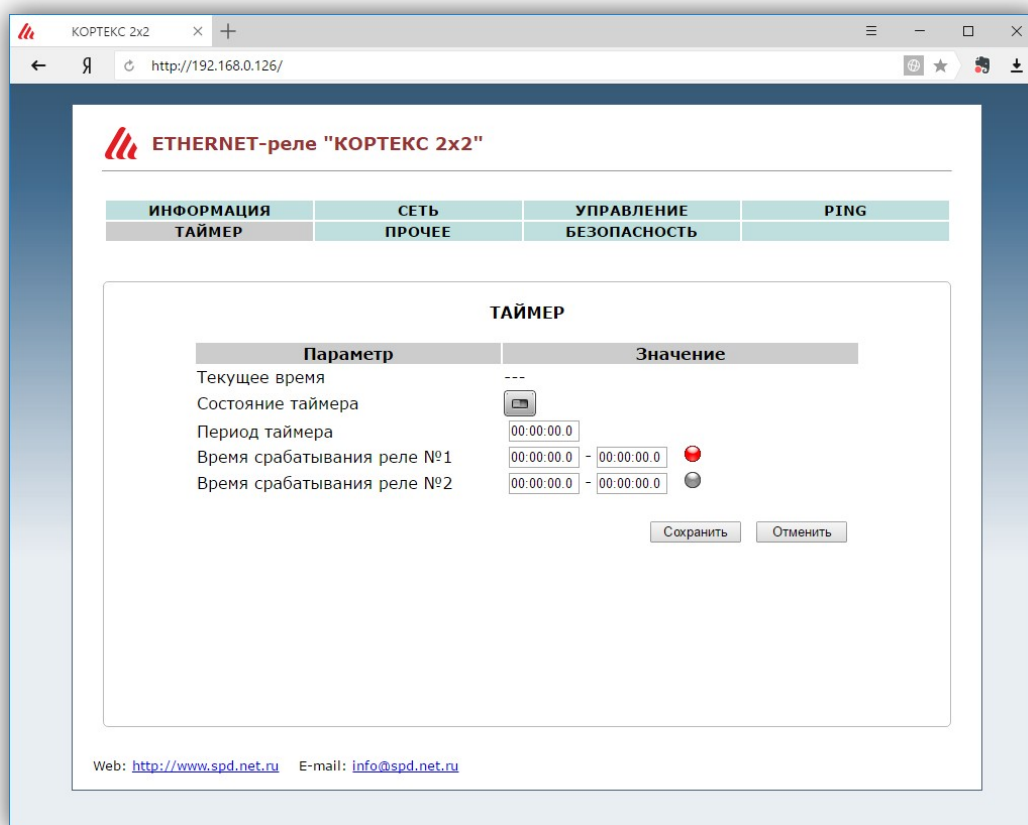 КОРТЕКС 2x2
Я http://192.168.0.126/
ETHERNET-реле "КОРТЕКС 2x2"
ИНФОРМАЦИЯ СЕТЬ УПРАВЛЕНИЕ PING
ТАЙМЕР ПРОЧЕЕ БЕЗОПАСНОСТЬ
ТАЙМЕР
Параметр Значение
Текущее время ---
Состояние таймера
Период таймера 00:00:00.0
Время срабатывания реле №1 00:00:00.0 - 00:00:00.0
Время срабатывания реле №2 00:00:00.0 - 00:00:00.0
Сохранить Отменить
Web: http://www.spd.net.ru E-mail: info@spd.net.ru